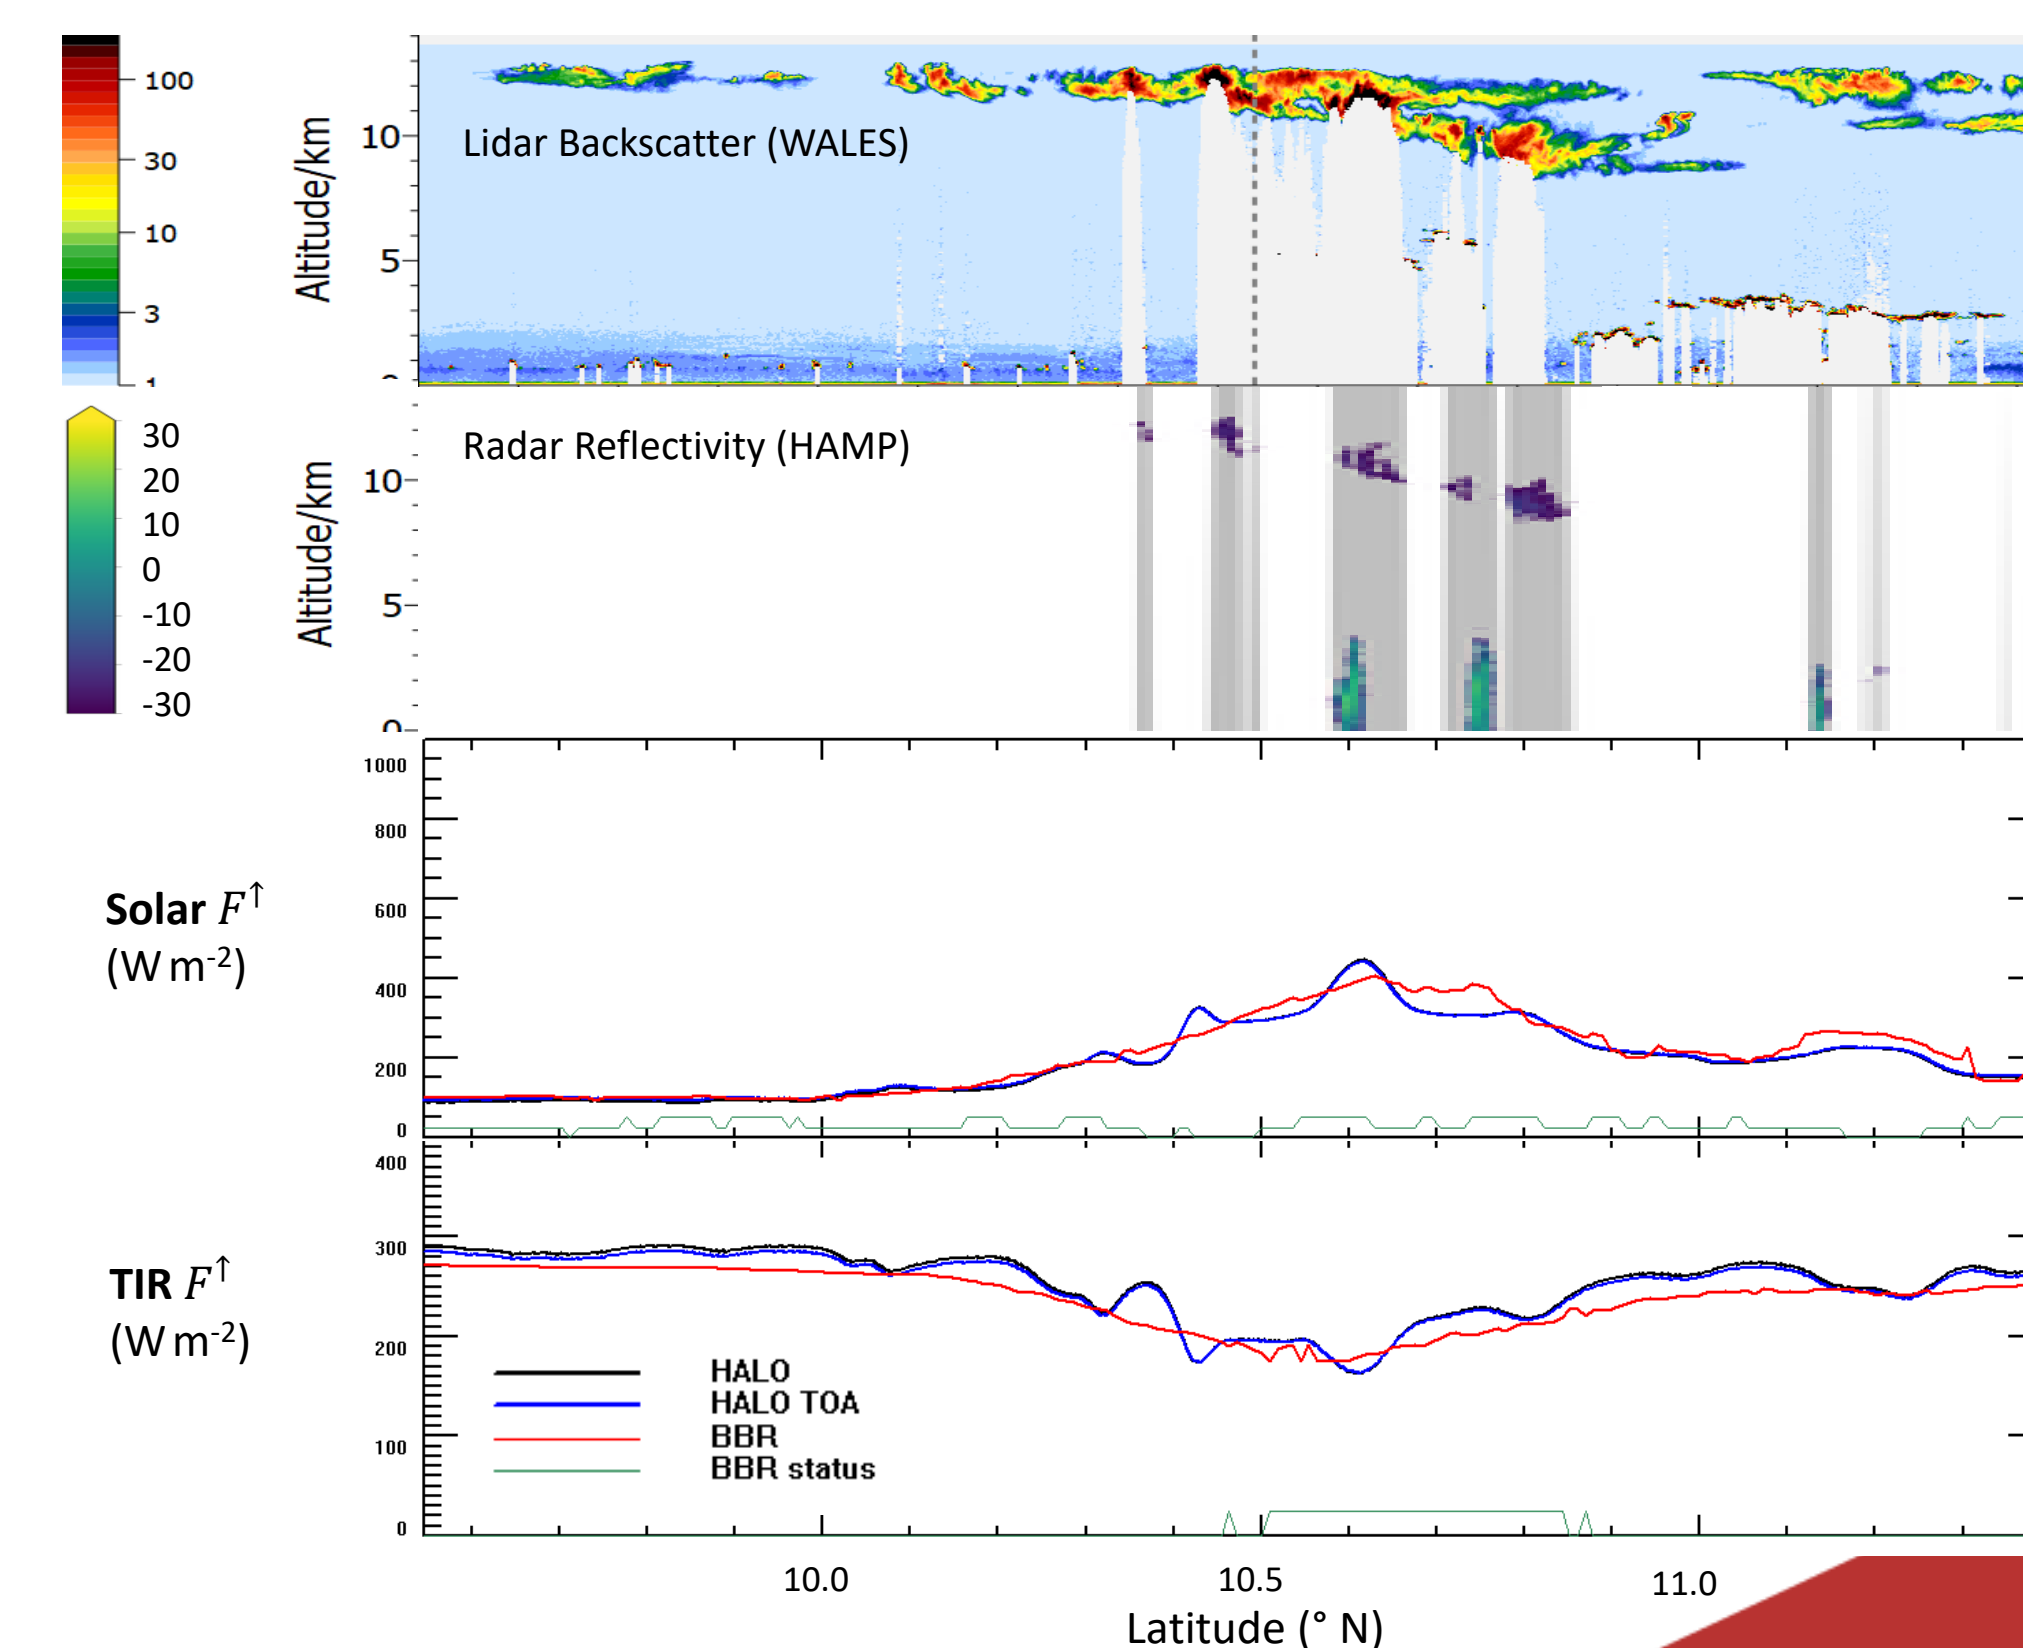 100
30
10
3
1
Altitude/km
10
5
0
Lidar Backscatter (WALES)
30
20
10
0
-10
-20
-30
Altitude/km
10
5
0
Radar Reflectivity (HAMP)
Solar F↑
(W m-2)
1000
800
600
400
200
0
TIR F↑
(W m-2)
400
300
200
100
0
HALO
HALO TOA
BBR
BBR status
10.0
10.5
11.0
Latitude (° N)